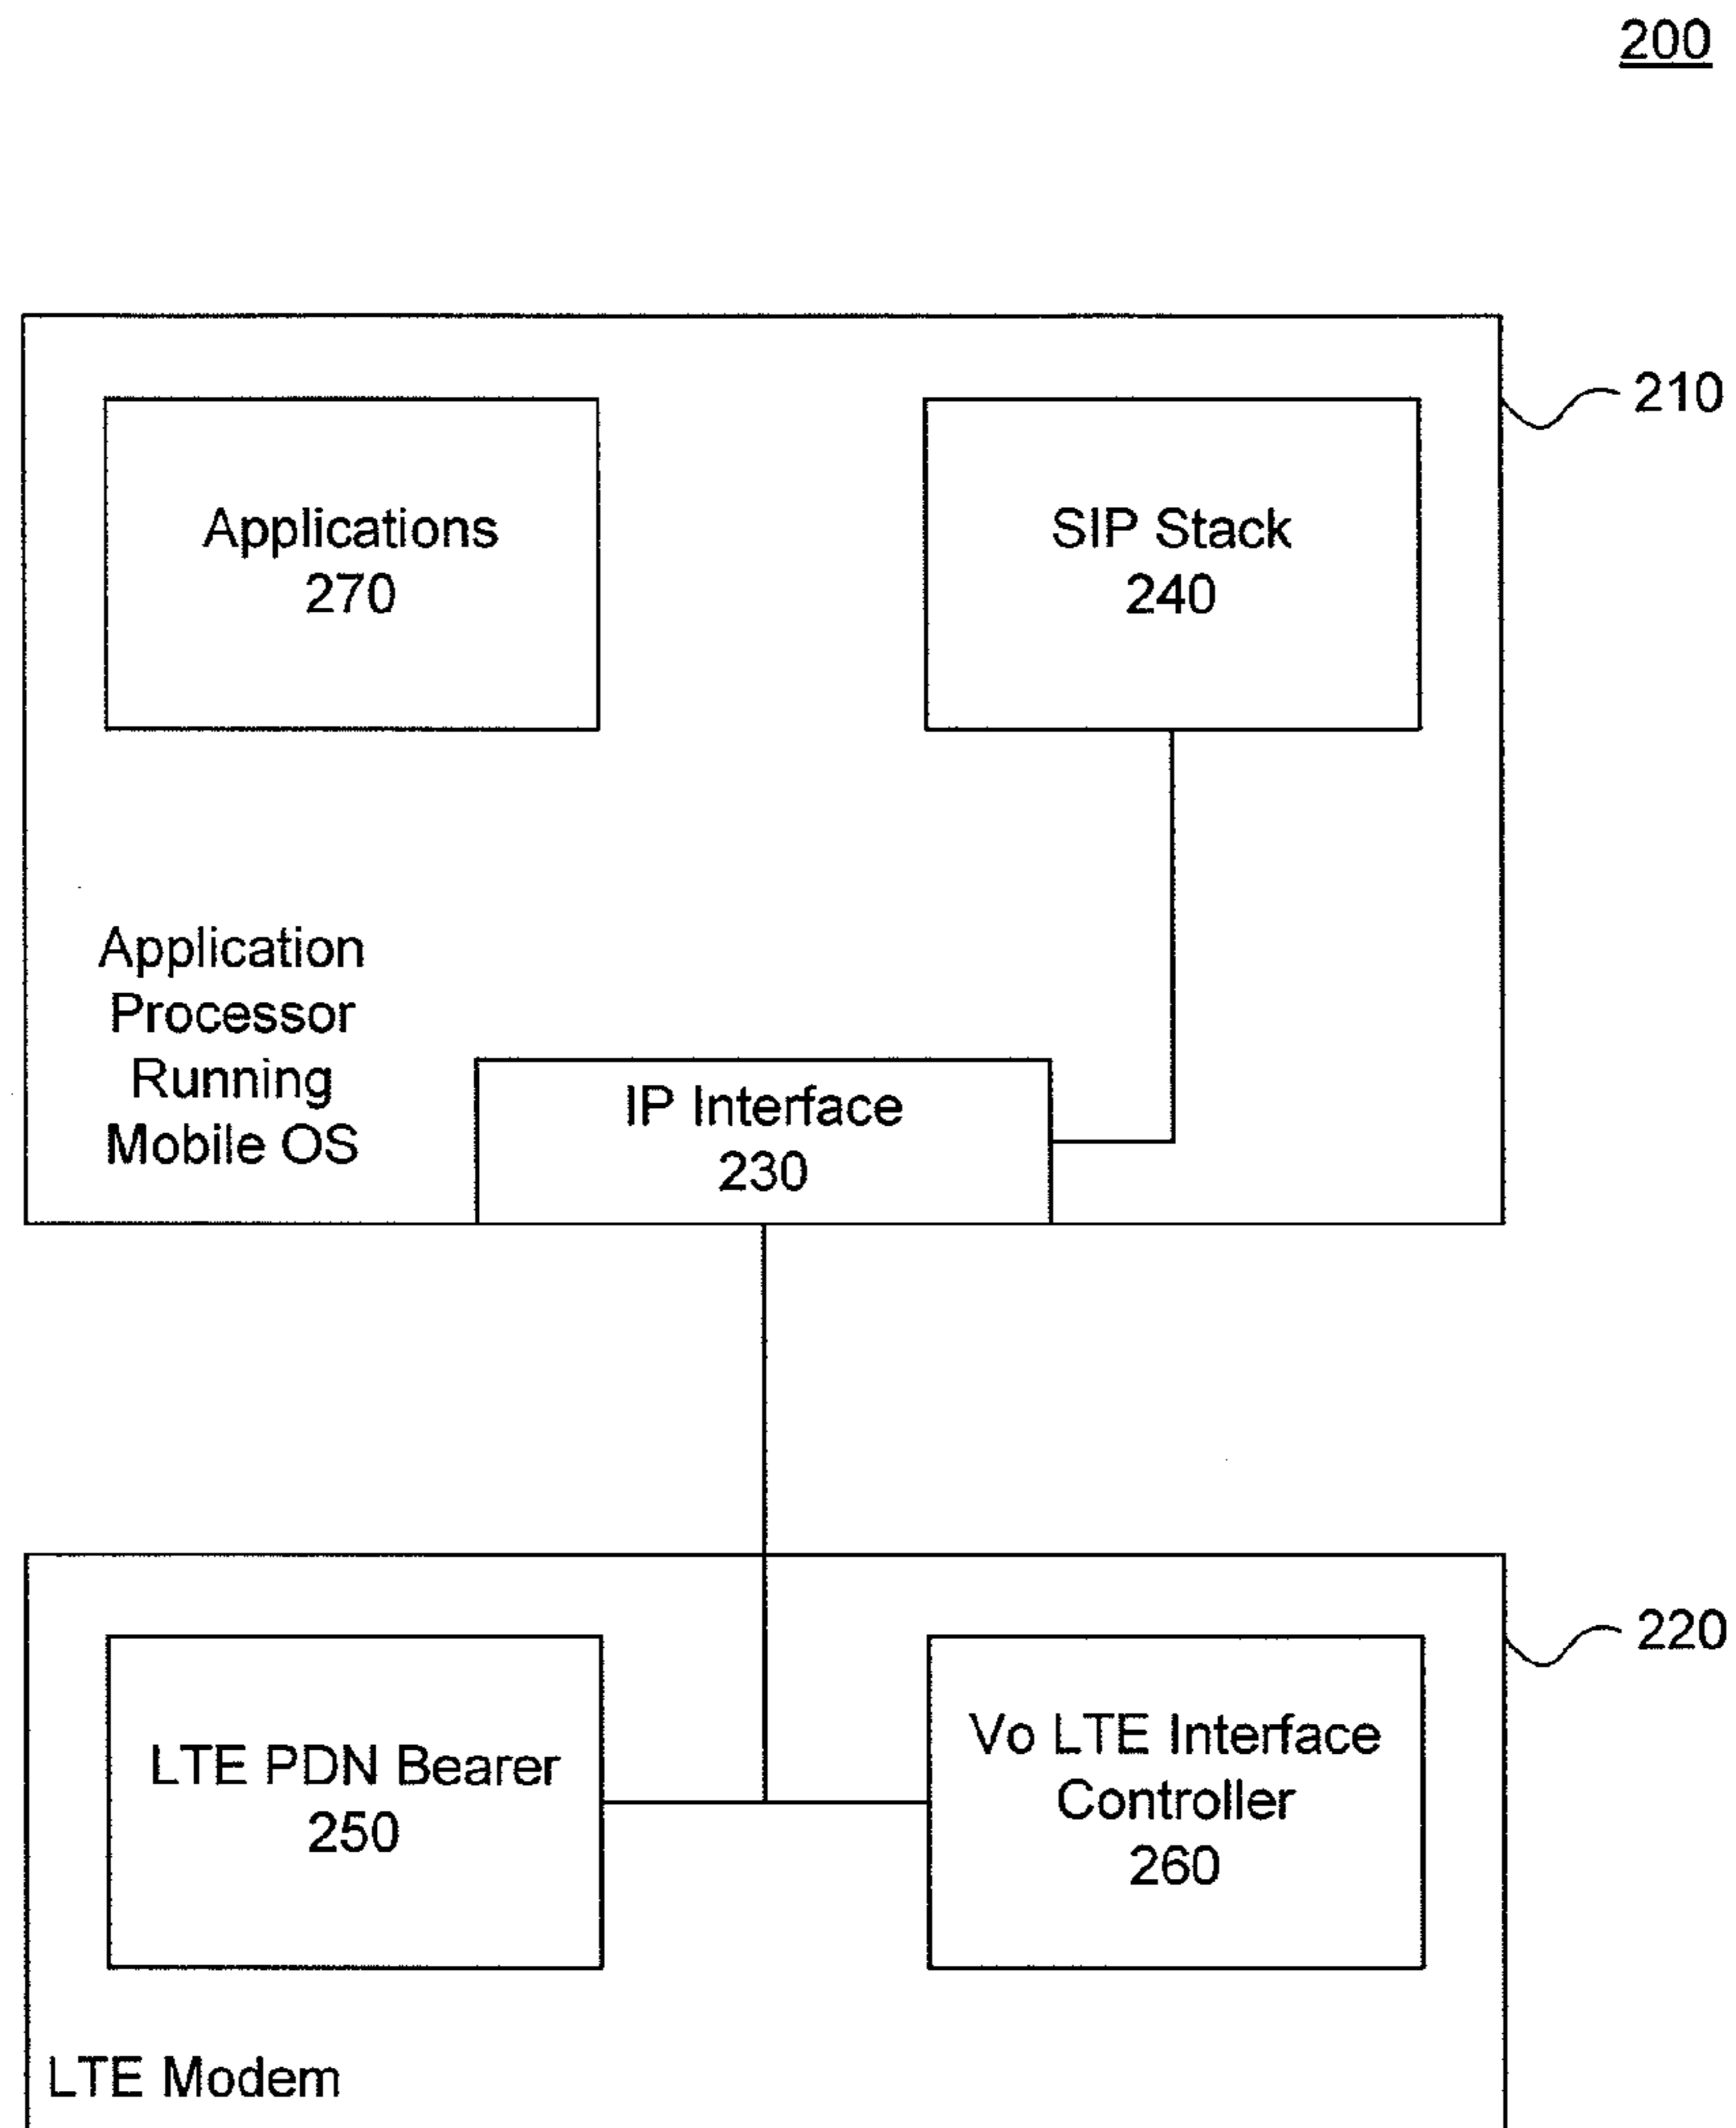 200
210
Applications
270
SIP Stack
240
Application
Processor
Running
Mobile OS
IP Interface
230
220
LTE PDN Bearer
250
Vo LTE Interface
Controller
260
LTE Modem